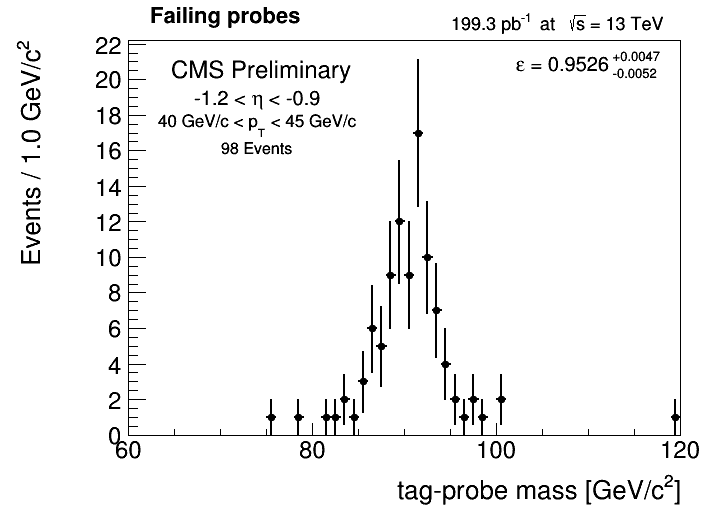 Failing probes
199.3 pb⁻¹ at √s = 13 TeV
CMS Preliminary
-1.2 < η < -0.9
40 GeV/c < p_T < 45 GeV/c
98 Events
ε = 0.9526 +0.0047 -0.0052
Events / 1.0 GeV/c²
22
20
18
16
14
12
10
8
6
4
2
0
60 80 100 120
tag-probe mass [GeV/c²]